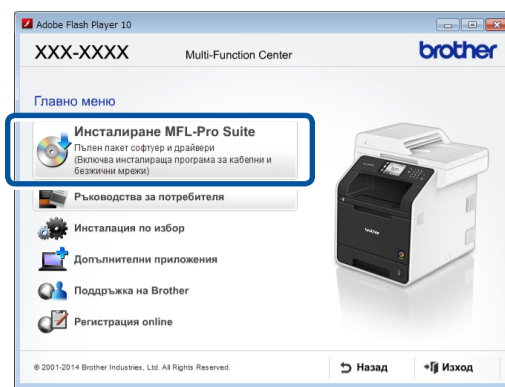 Adobe Flash Player 10
XXX-XXXX
Multi-Function Center
brother
Главно меню
Инсталиране MFL-Pro Suite
Пълен пакет софтуер и драйвери
(Включва инсталираща програма за кабелни и
безжични мрежи)
Ръководства за потребителя
Инсталация по избор
Допълнителни приложения
Поддръжка на Brother
Регистрация online
brother
© 2001-2014 Brother Industries, Ltd. All Rights Reserved.
Назад
Изход